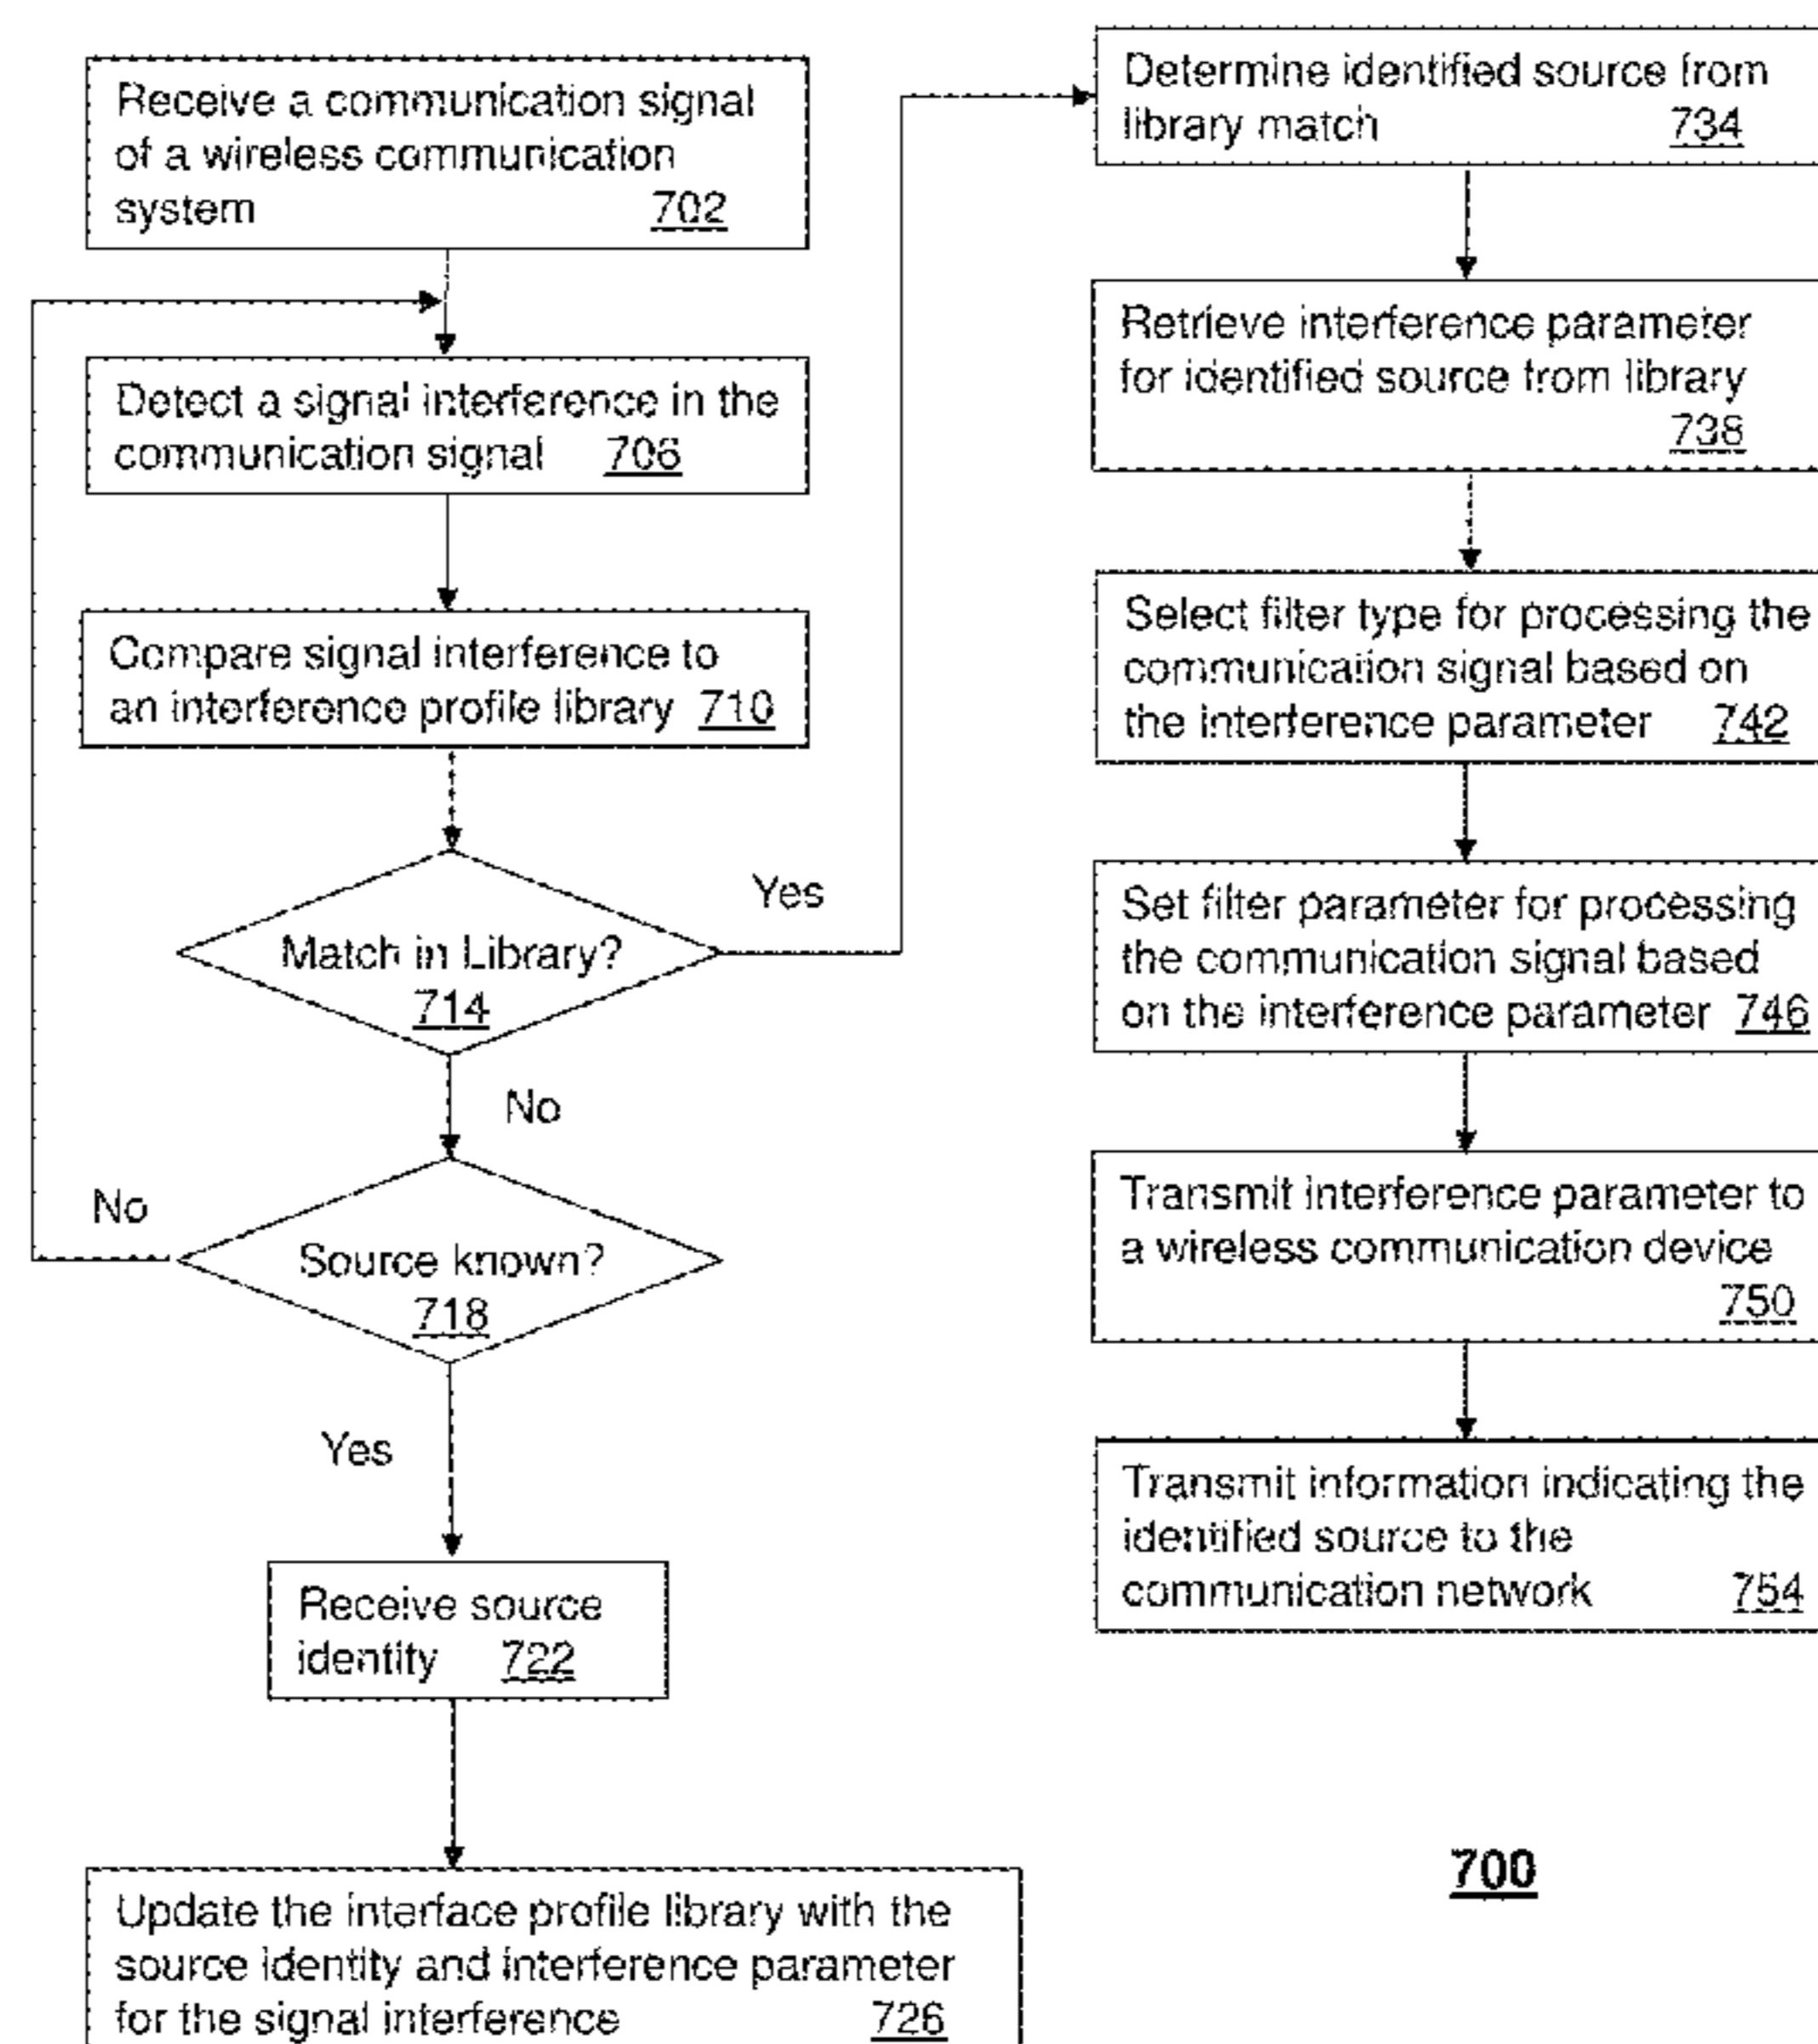 Receive a communication signal
of a wireless communication
system 702
Detect a signal interference in the
communication signal 706
Compare signal interference to
an interference profile library 710
Match in Library?
714
Yes
No
Source known?
718
No
Yes
Receive source
identity 722
Update the interface profile library with the
source identity and interference parameter
for the signal interference 726
Determine identified source from
library match 734
Retrieve interference parameter
for identified source from library
738
Select filter type for processing the
communication signal based on
the interference parameter 742
Set filter parameter for processing
the communication signal based
on the interference parameter 746
Transmit interference parameter to
a wireless communication device
750
Transmit information indicating the
identified source to the
communication network 754
700